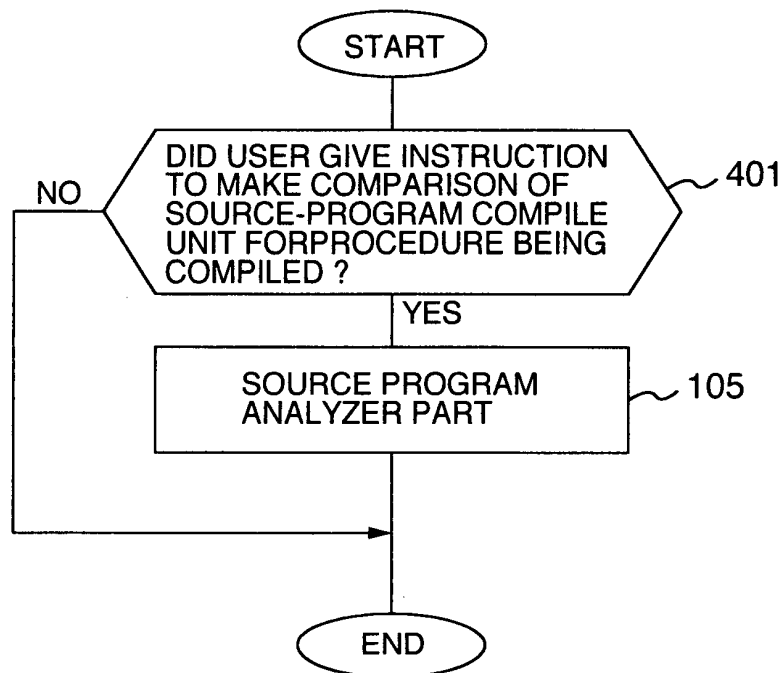 START
DID USER GIVE INSTRUCTION
TO MAKE COMPARISON OF
SOURCE-PROGRAM COMPILE
UNIT FORPROCEDURE BEING
COMPILED ?
401
NO
YES
SOURCE PROGRAM
ANALYZER PART
105
END